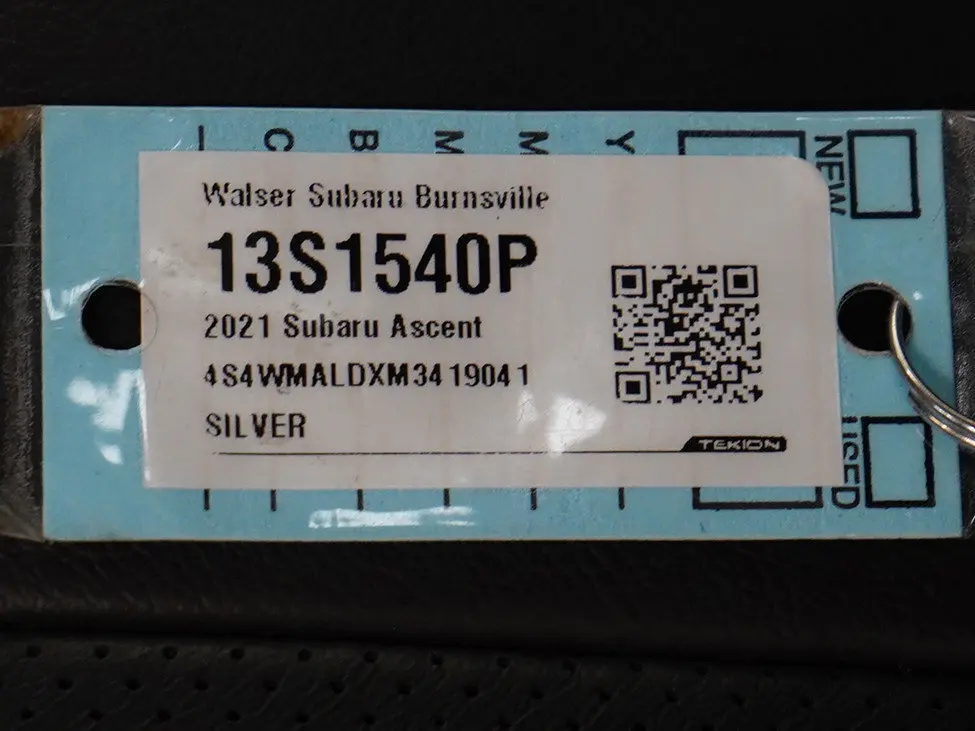 Walser Subaru Burnsville
13S1540P
2021 Subaru Ascent
4S4WMALDXM3419041
SILVER
TEKION
NEW
USED
C
B
M
M
Y